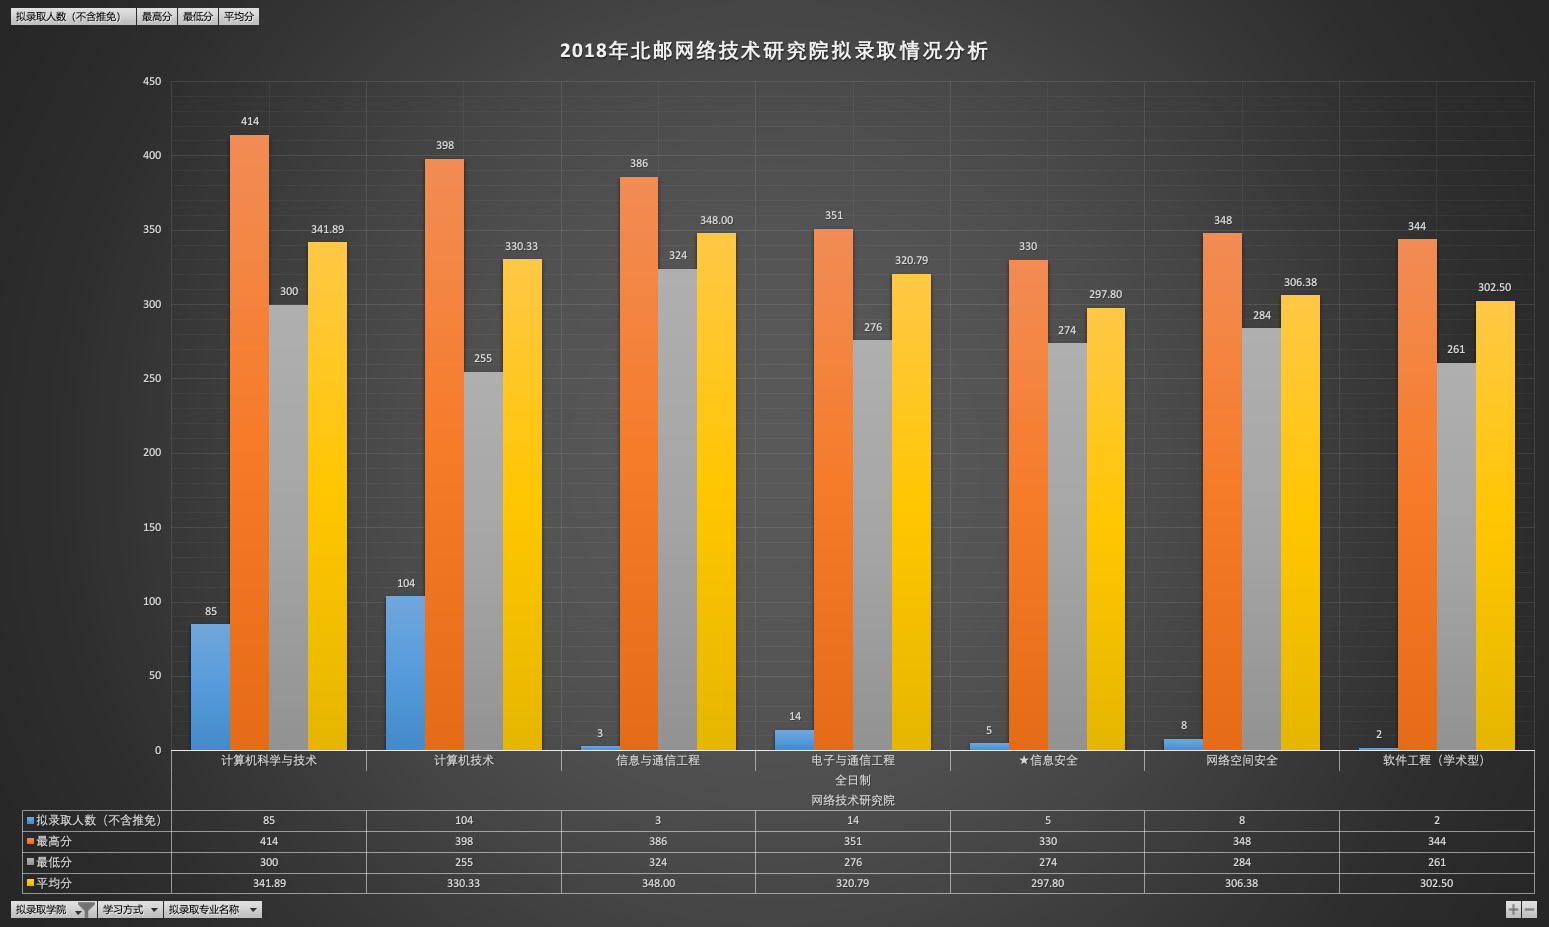 拟录取人数（不含推免） 最高分 最低分 平均分
2018年北邮网络技术研究院拟录取情况分析
450
400
350
300
250
200
150
100
50
0
85 414 300 341.89
104 398 255 330.33
3 386 324 348.00
14 351 276 320.79
5 330 274 297.80
8 348 284 306.38
2 344 261 302.50
计算机科学与技术 计算机技术 信息与通信工程 电子与通信工程 ★信息安全 网络空间安全 软件工程（学术型）
全日制
网络技术研究院
拟录取人数（不含推免） 85 104 3 14 5 8 2
最高分 414 398 386 351 330 348 344
最低分 300 255 324 276 274 284 261
平均分 341.89 330.33 348.00 320.79 297.80 306.38 302.50
拟录取学院 学习方式 拟录取专业名称